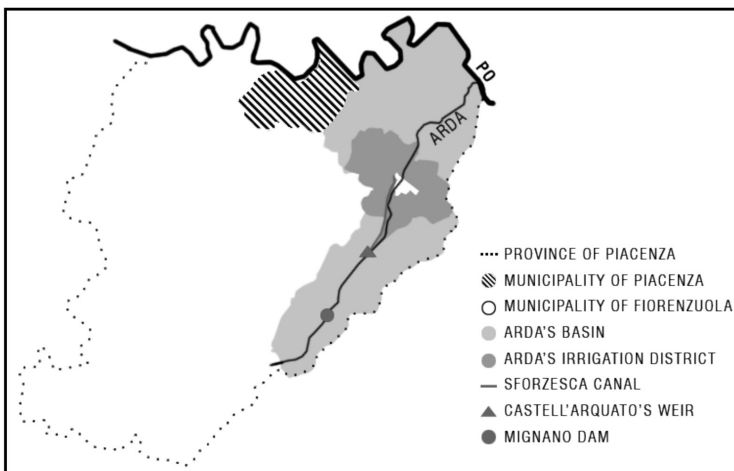 PO
ARDA
PROVINCE OF PIACENZA
MUNICIPALITY OF PIACENZA
MUNICIPALITY OF FIORENZUOLA
ARDA'S BASIN
ARDA'S IRRIGATION DISTRICT
SFORZESCA CANAL
CASTELL'ARQUATO'S WEIR
MIGNANO DAM